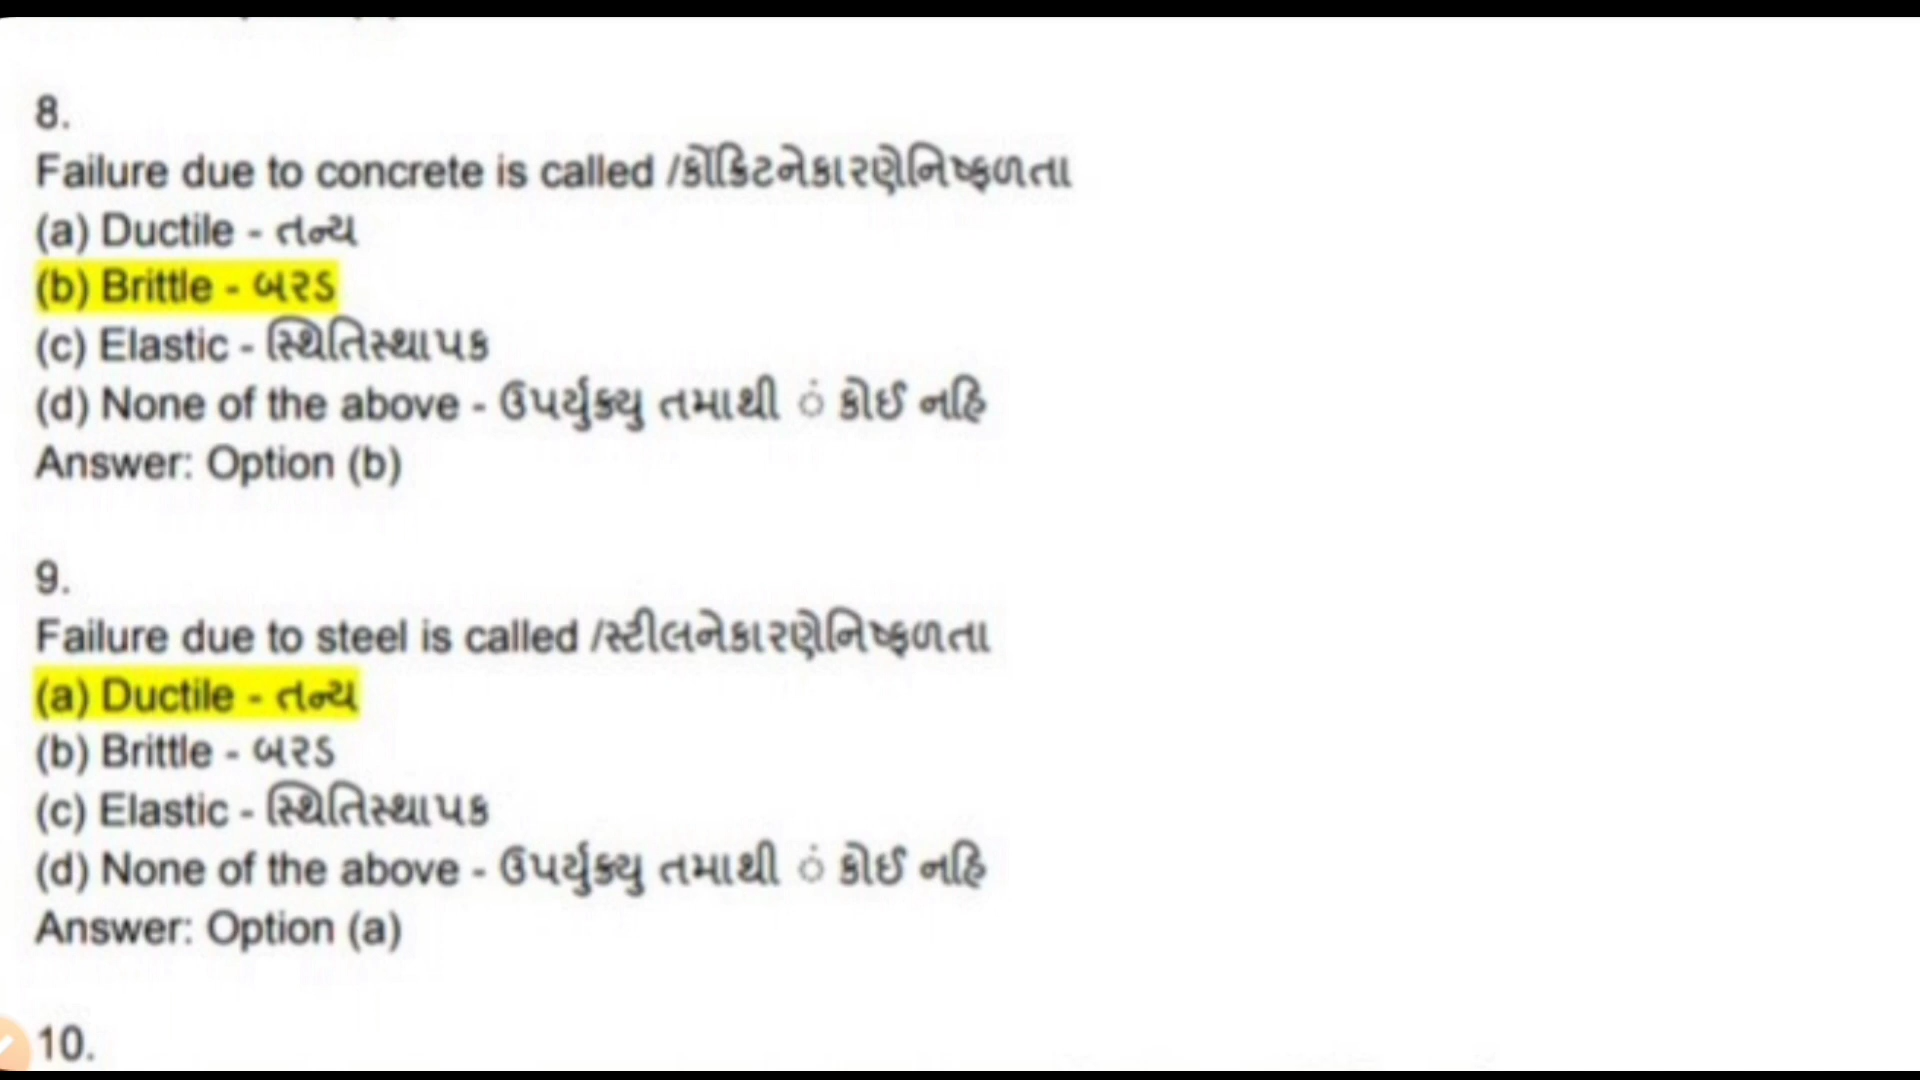 8.
Failure due to concrete is called /કોંક્રિટનેકારણેનિષ્ફળતા
(a) Ductile - તન્ય
(b) Brittle - બરડ
(c) Elastic - સ્થિતિસ્થાપક
(d) None of the above - ઉપર્યુક્યુ તમાથી ં કોઈ નહિ
Answer: Option (b)
9.
Failure due to steel is called /સ્ટીલનેકારણેનિષ્ફળતા
(a) Ductile - તન્ય
(b) Brittle - બરડ
(c) Elastic - સ્થિતિસ્થાપક
(d) None of the above - ઉપર્યુક્યુ તમાથી ં કોઈ નહિ
Answer: Option (a)
10.